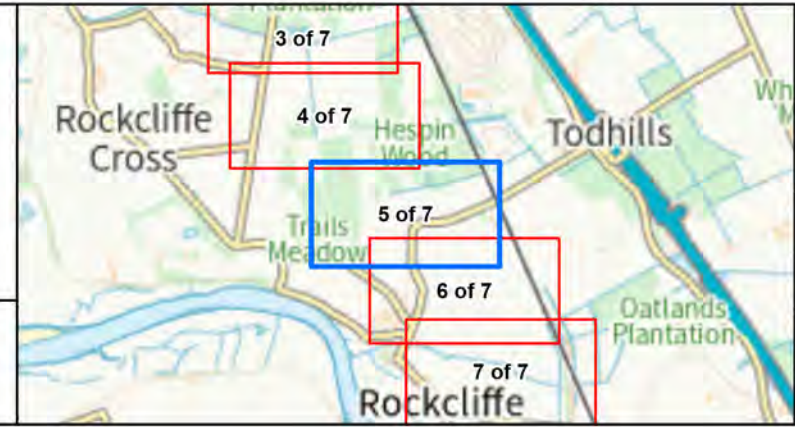 Plantation
3 of 7
4 of 7
Rockcliffe
Cross
Hespin
Wood
Todhills
Wh
M
5 of 7
Trails
Meadow
6 of 7
Oatlands
Plantation
7 of 7
Rockcliffe